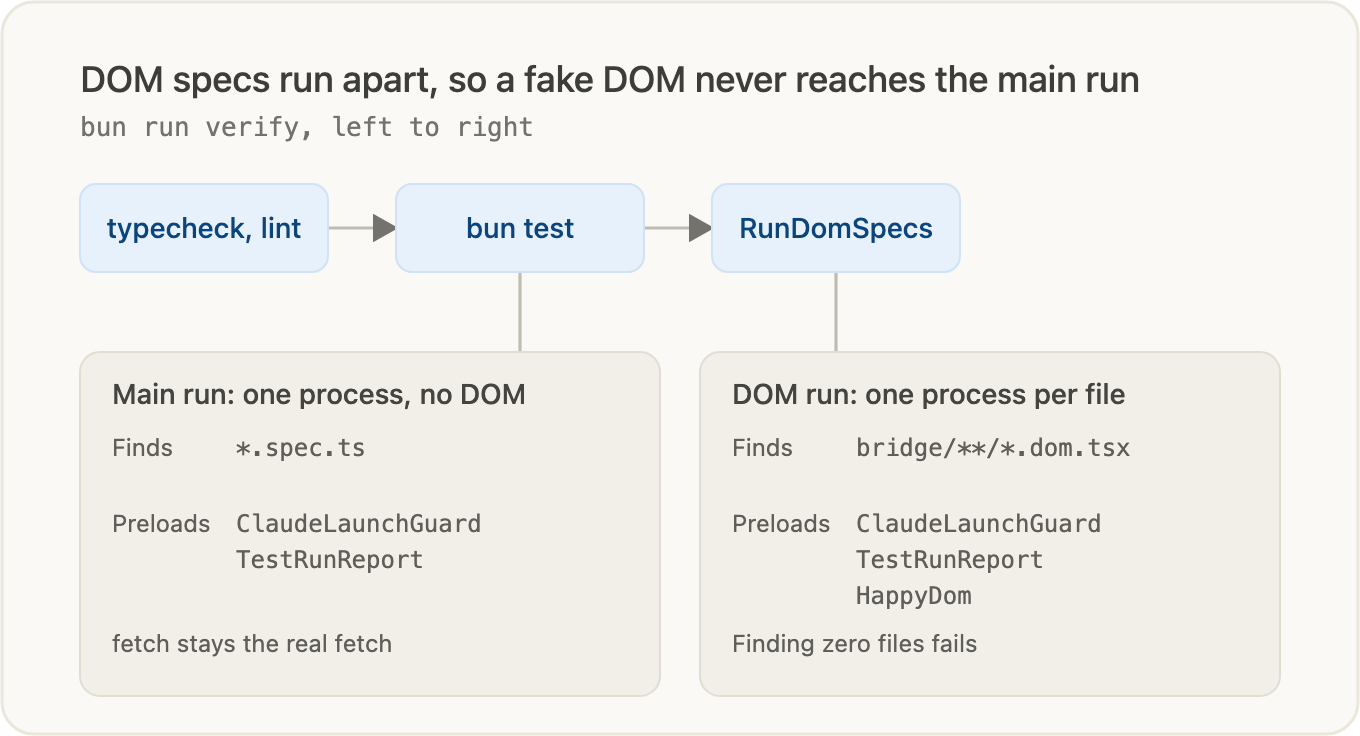 DOM specs run apart, so a fake DOM never reaches the main run
bun run verify, left to right
typecheck, lint
bun test
RunDomSpecs
Main run: one process, no DOM
Finds *.spec.ts
Preloads ClaudeLaunchGuard
TestRunReport
fetch stays the real fetch
DOM run: one process per file
Finds bridge/**/*.dom.tsx
Preloads ClaudeLaunchGuard
TestRunReport
HappyDom
Finding zero files fails